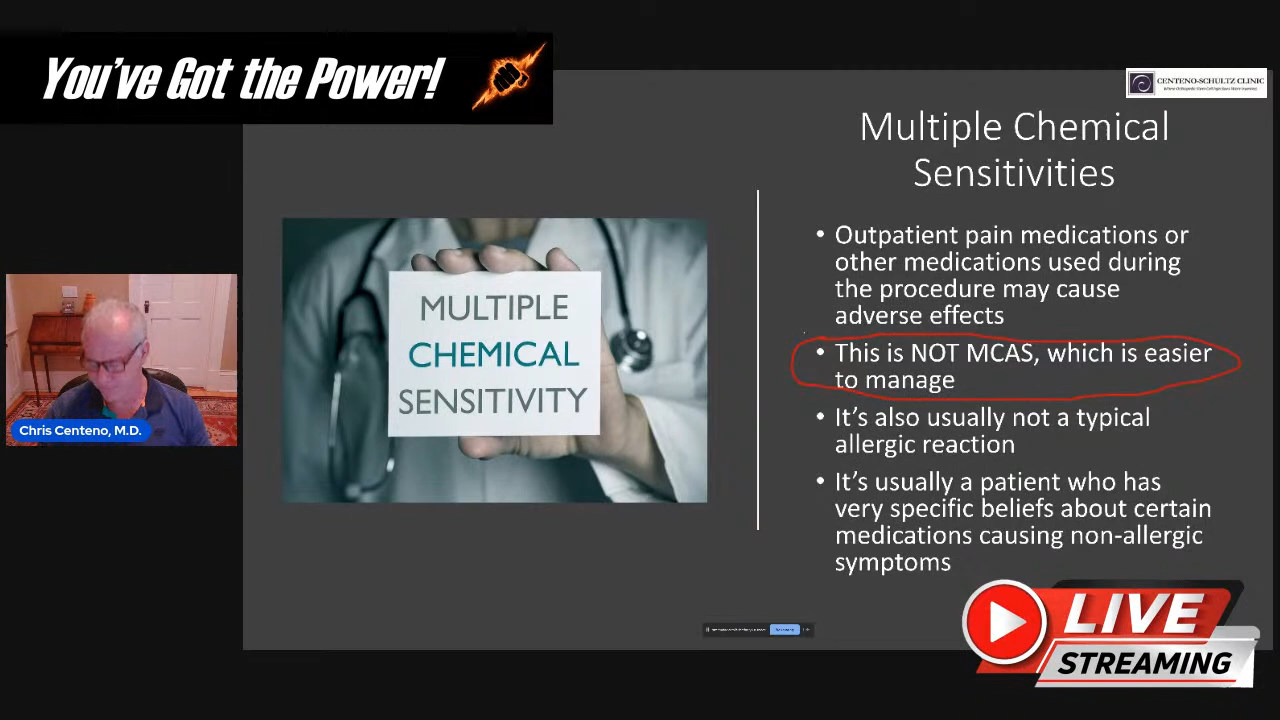 You've Got the Power!
CENTENO-SCHULTZ CLINIC
Multiple Chemical
Sensitivities
MULTIPLE
CHEMICAL
SENSITIVITY
• Outpatient pain medications or
other medications used during
the procedure may cause
adverse effects
• This is NOT MCAS, which is easier
to manage
• It's also usually not a typical
allergic reaction
• It's usually a patient who has
very specific beliefs about certain
medications causing non-allergic
symptoms
Chris Centeno, M.D.
LIVE
STREAMING